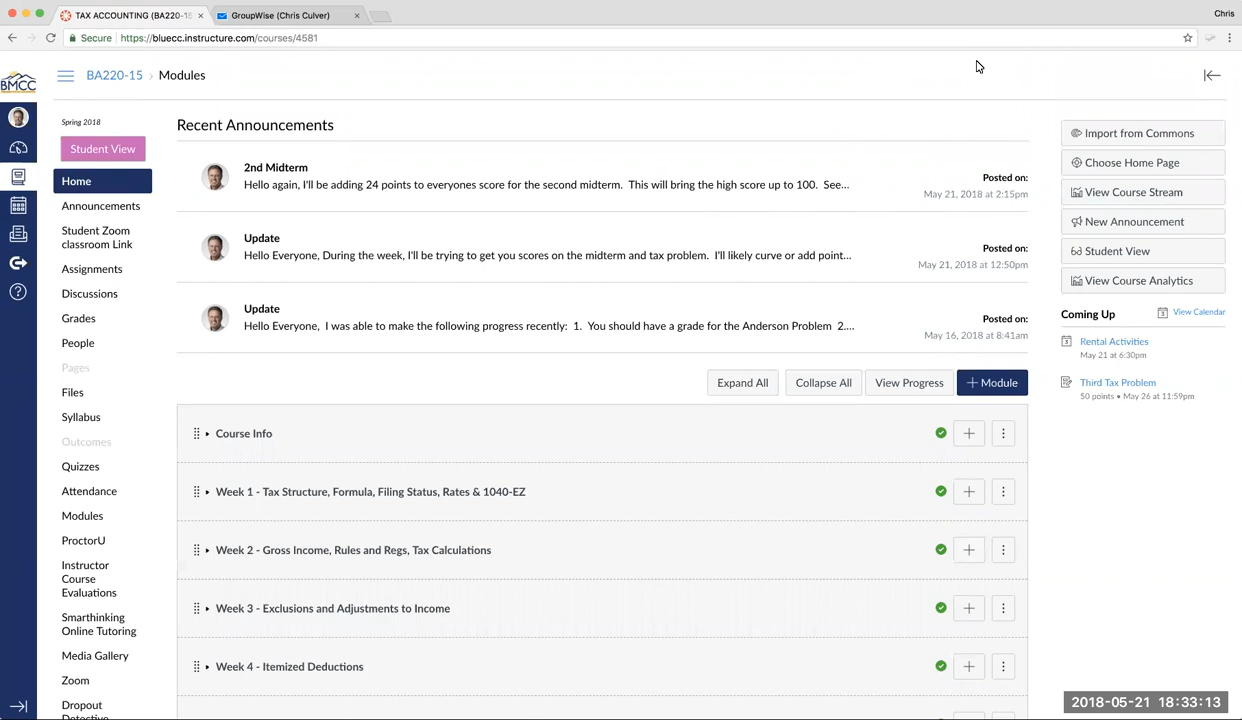 TAX ACCOUNTING (BA220-15
GroupWise (Chris Culver)
Chris
Secure
https://bluecc.instructure.com/courses/4581
BMCC
BA220-15 › Modules
Spring 2018
Student View
Home
Announcements
Student Zoom
classroom Link
Assignments
Discussions
Grades
People
Pages
Files
Syllabus
Outcomes
Quizzes
Attendance
Modules
ProctorU
Instructor
Course
Evaluations
Smarthinking
Online Tutoring
Media Gallery
Zoom
Dropout
Detective
Recent Announcements
2nd Midterm
Hello again, I'll be adding 24 points to everyones score for the second midterm.  This will bring the high score up to 100.  See...
Posted on:
May 21, 2018 at 2:15pm
Update
Hello Everyone, During the week, I'll be trying to get you scores on the midterm and tax problem.  I'll likely curve or add point...
Posted on:
May 21, 2018 at 12:50pm
Update
Hello Everyone,  I was able to make the following progress recently:  1.  You should have a grade for the Anderson Problem  2....
Posted on:
May 16, 2018 at 8:41am
Expand All
Collapse All
View Progress
+ Module
Course Info
Week 1 - Tax Structure, Formula, Filing Status, Rates & 1040-EZ
Week 2 - Gross Income, Rules and Regs, Tax Calculations
Week 3 - Exclusions and Adjustments to Income
Week 4 - Itemized Deductions
Import from Commons
Choose Home Page
View Course Stream
New Announcement
Student View
View Course Analytics
Coming Up
View Calendar
Rental Activities
May 21 at 6:30pm
Third Tax Problem
50 points • May 26 at 11:59pm
2018-05-21 18:33:13